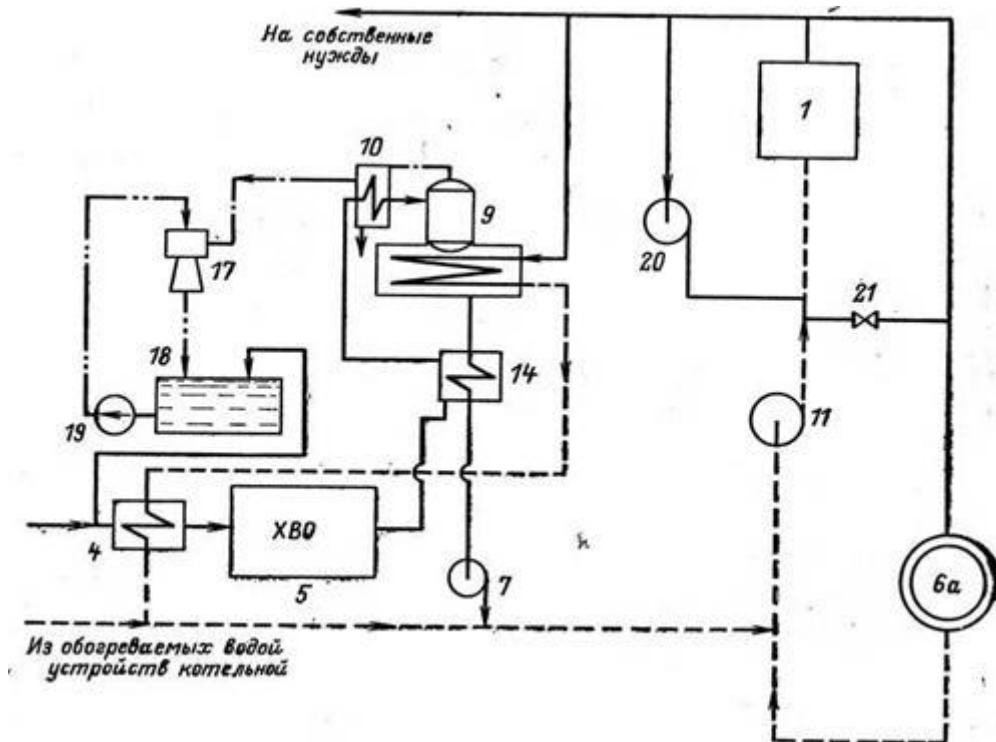 На собственные
нужды
1
10
9
20
21
17
18
14
19
11
4
ХВО
5
7
6а
Из обогреваемых водой
устройств котельной